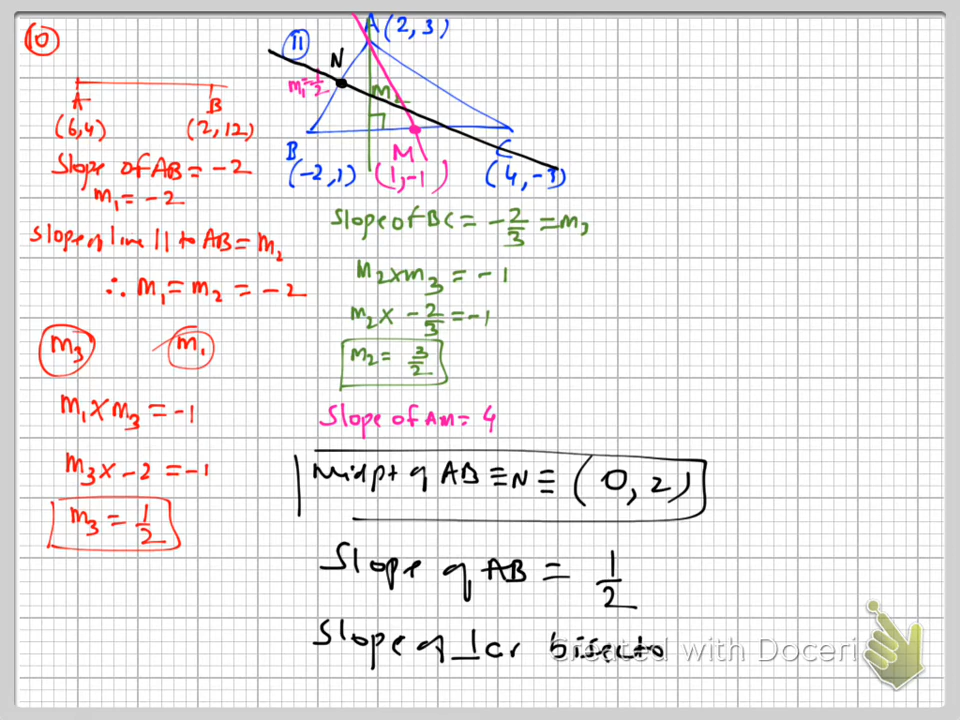 10
A B
(6,4) (2,12)
Slope of AB = -2
m₁ = -2
Slope of line || to AB = m₂
∴ m₁ = m₂ = -2
m₃ m₁
m₁ x m₃ = -1
m₃ x -2 = -1
m₃ = 1/2
11
A (2, 3)
N
m₁ = 1/2
B M C
(-2, 1) (1, -1) (4, -3)
Slope of BC = -2/3 = m₃
m₂ x m₃ = -1
m₂ x -2/3 = -1
m₂ = 3/2
Slope of AM = 4
Midpt of AB ≡ N ≡ (0, 2)
Slope of AB = 1/2
Slope of ⊥cr bisecto
Created with Doceri